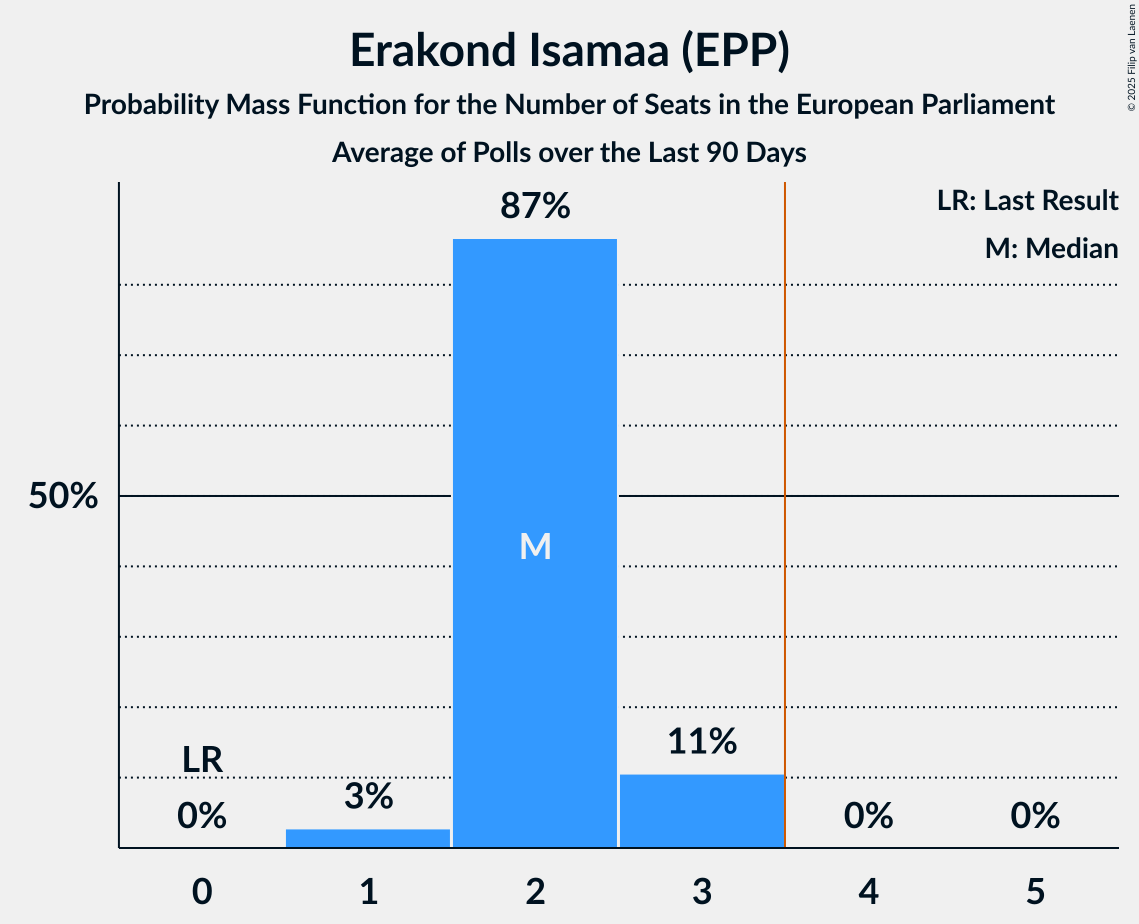 Erakond Isamaa (EPP)
Probability Mass Function for the Number of Seats in the European Parliament
Average of Polls over the Last 90 Days
© 2025 Filip van Laenen
LR: Last Result
M: Median
87%
50%
M
11%
LR
3%
0%
0%
0%
0
1
2
3
4
5